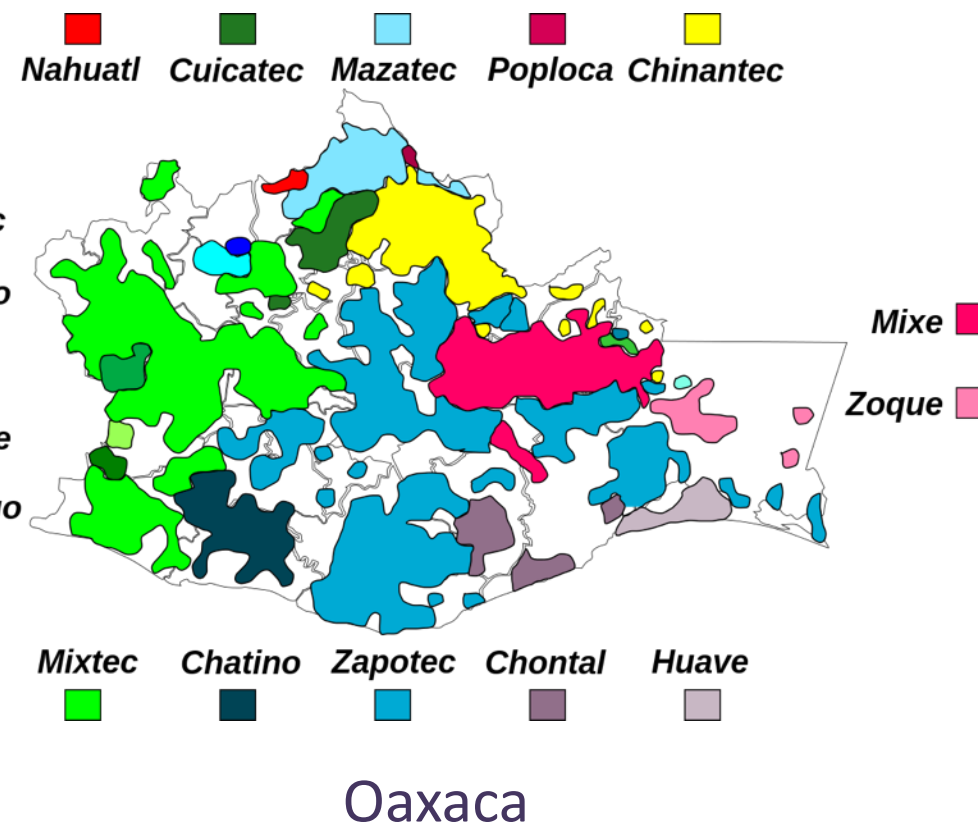 Nahuatl Cuicatec Mazatec Poploca Chinantec
Mixe
Zoque
Mixtec Chatino Zapotec Chontal Huave
Oaxaca